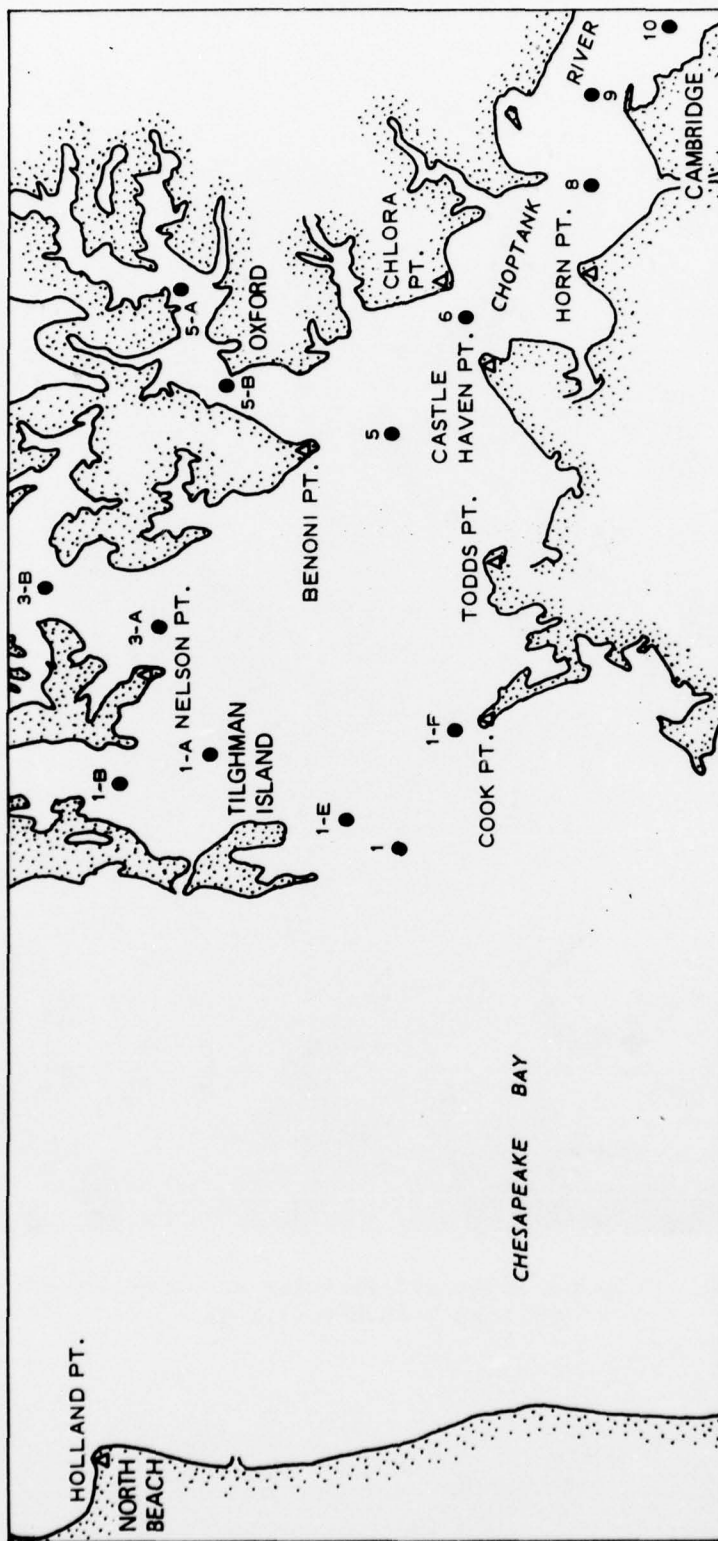 HOLLAND PT.
NORTH
BEACH
CHESAPEAKE BAY
1-B
1-A
NELSON PT.
TILGHMAN
ISLAND
1-E
1
1-F
COOK PT.
3-B
3-A
BENONI PT.
TODDS PT.
5-A
5-B
OXFORD
5
CASTLE
HAVEN PT.
6
CHLORA
PT.
CHOPTANK RIVER
HORN PT.
8
9
10
CAMBRIDGE